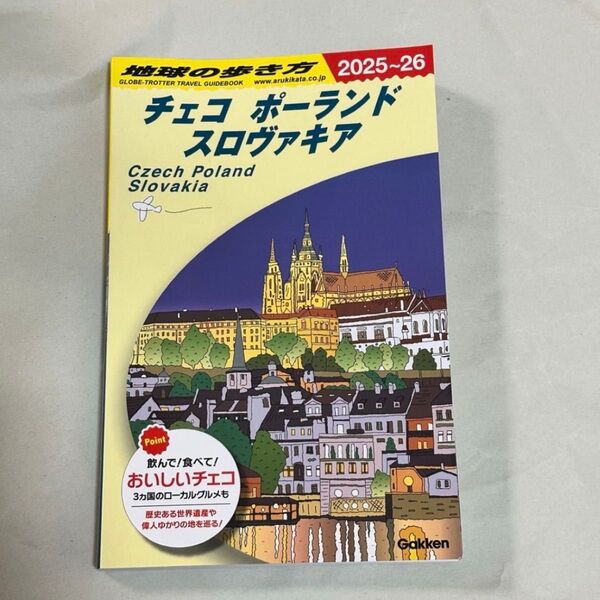 地球の歩き方
GLOBE-TROTTER TRAVEL GUIDEBOOK
www.arukikata.co.jp
2025~26
チェコ ポーランド
スロヴァキア
Czech Poland
Slovakia
Point
飲んで!食べて!
おいしいチェコ
3ヵ国のローカルグルメも
歴史ある世界遺産や
偉人ゆかりの地を巡る!
Gakken